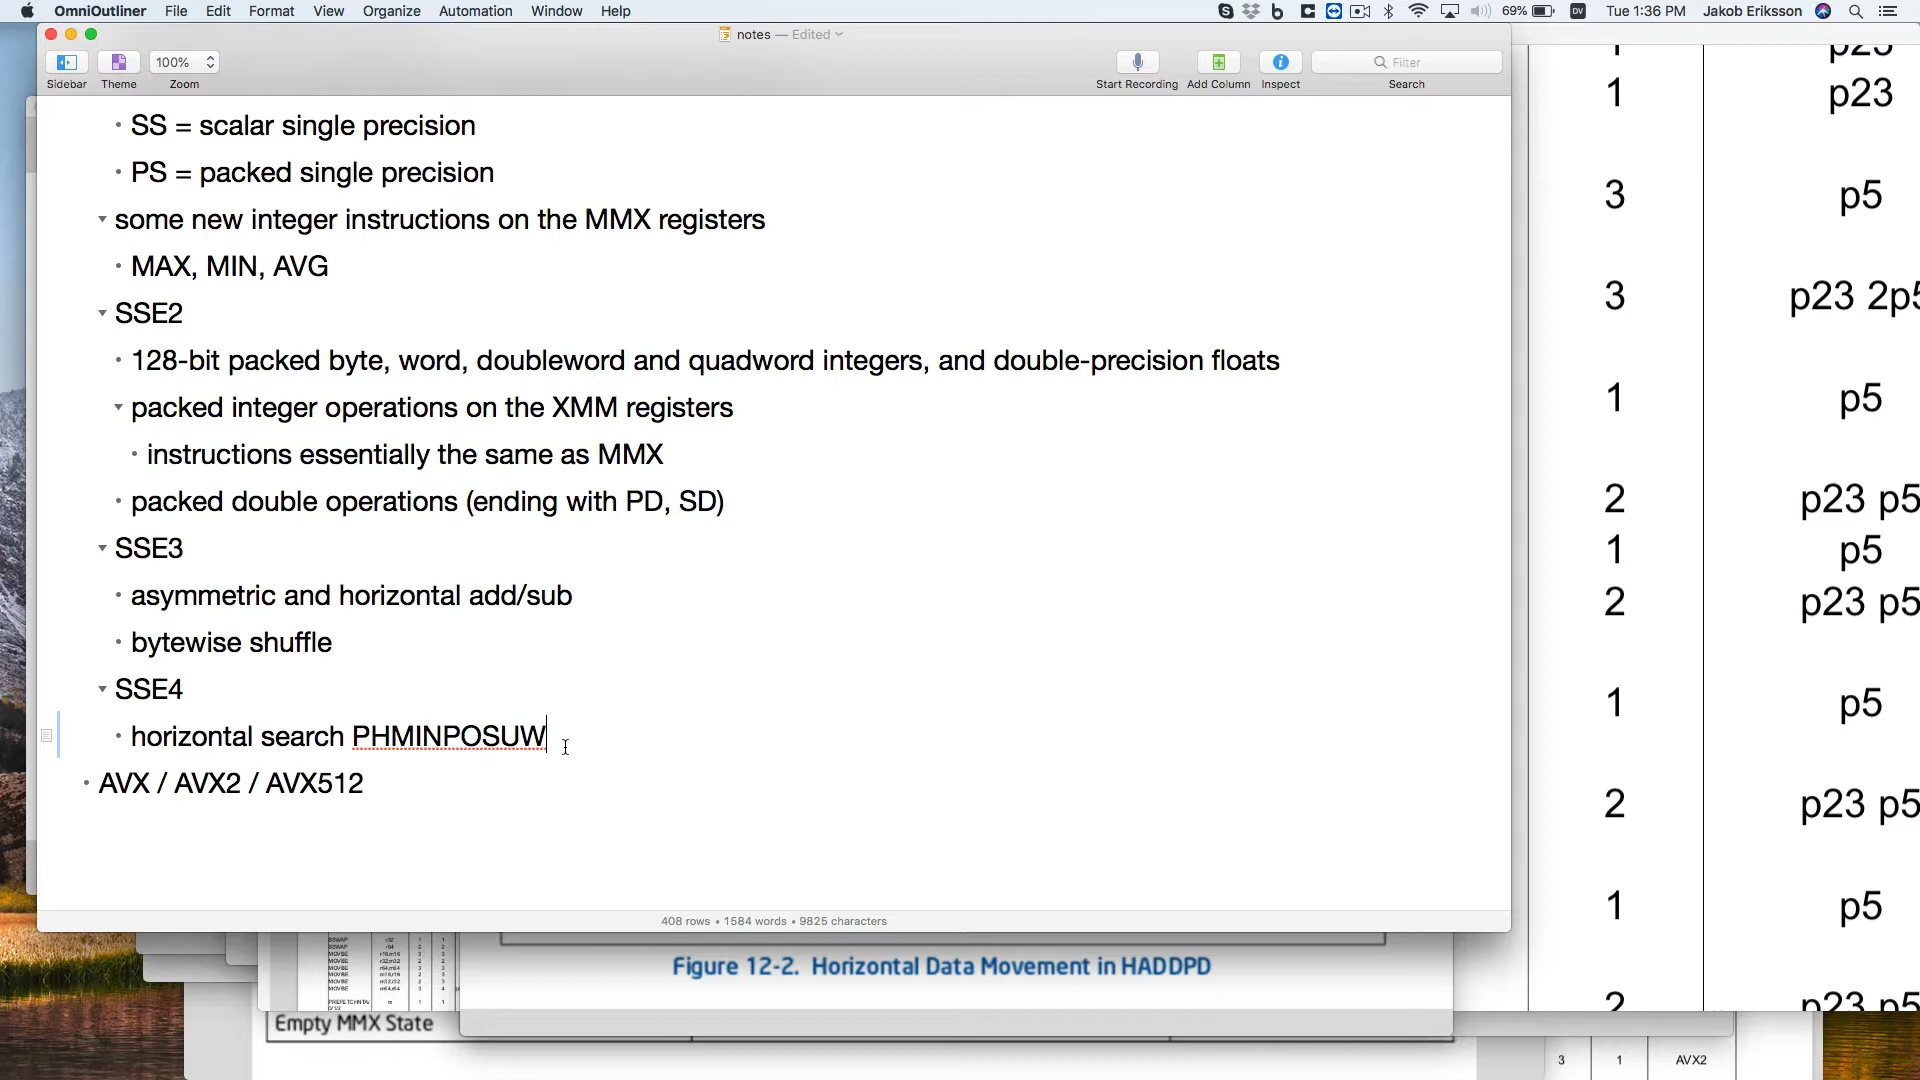 OmniOutliner File Edit Format View Organize Automation Window Help
69% DV Tue 1:36 PM Jakob Eriksson
notes — Edited
100%
Filter
Sidebar Theme Zoom Start Recording Add Column Inspect Search
• SS = scalar single precision
• PS = packed single precision
some new integer instructions on the MMX registers
• MAX, MIN, AVG
SSE2
• 128-bit packed byte, word, doubleword and quadword integers, and double-precision floats
packed integer operations on the XMM registers
• instructions essentially the same as MMX
• packed double operations (ending with PD, SD)
SSE3
• asymmetric and horizontal add/sub
• bytewise shuffle
SSE4
• horizontal search PHMINPOSUW
• AVX / AVX2 / AVX512
408 rows • 1584 words • 9825 characters
1 p23
1 p23
3 p5
3 p23 2p5
1 p5
2 p23 p5
1 p5
2 p23 p5
1 p5
2 p23 p5
1 p5
2 p23 p5
Figure 12-2. Horizontal Data Movement in HADDPD
Empty MMX State
3 1 AVX2